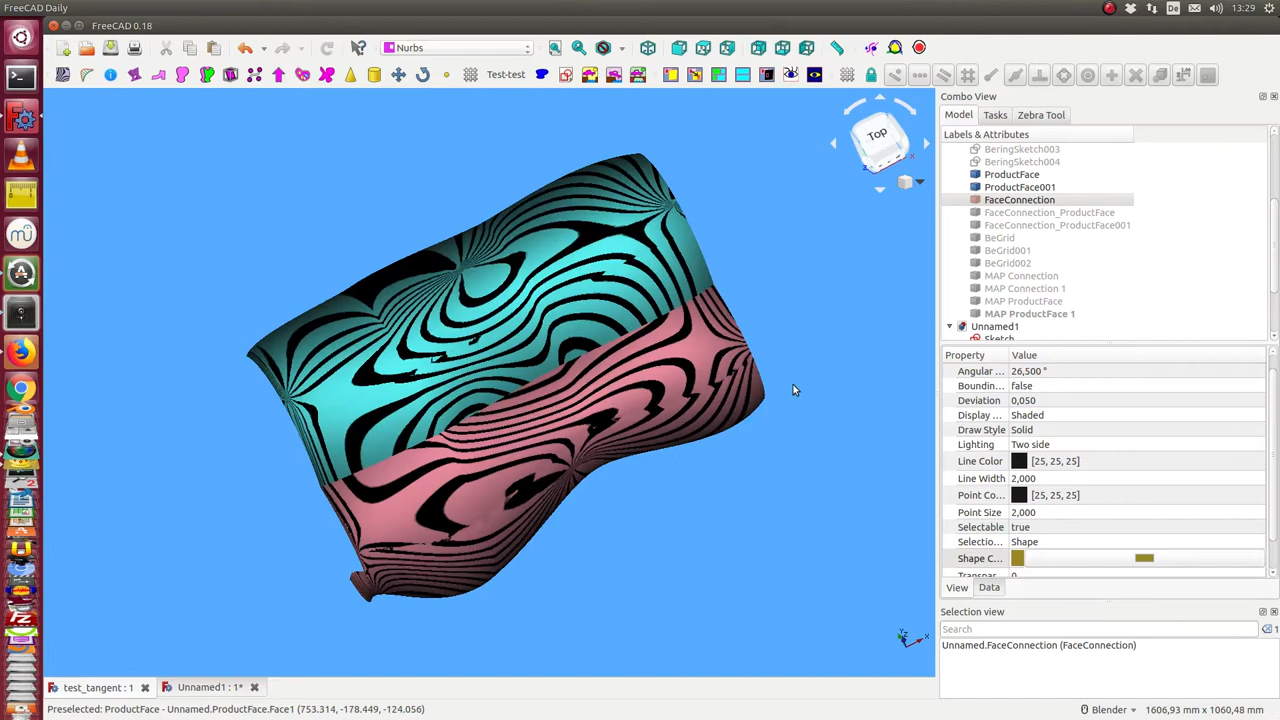 FreeCAD Daily
De
13:29
FreeCAD 0.18
Nurbs
Test-test
Top
Combo View
Model
Tasks
Zebra Tool
Labels & Attributes
BeringSketch003
BeringSketch004
ProductFace
ProductFace001
FaceConnection
FaceConnection_ProductFace
FaceConnection_ProductFace001
BeGrid
BeGrid001
BeGrid002
MAP Connection
MAP Connection 1
MAP ProductFace
MAP ProductFace 1
Unnamed1
Sketch
Property
Value
Angular ...
26,500 °
Boundin...
false
Deviation
0,050
Display ...
Shaded
Draw Style
Solid
Lighting
Two side
Line Color
[25, 25, 25]
Line Width
2,000
Point Co...
[25, 25, 25]
Point Size
2,000
Selectable
true
Selectio...
Shape
Shape C...
Transpar...
0
View
Data
Selection view
Search
1
Unnamed.FaceConnection (FaceConnection)
test_tangent : 1
Unnamed1 : 1*
Preselected: ProductFace - Unnamed.ProductFace.Face1 (753.314, -178.449, -124.056)
Blender
1606,93 mm x 1060,48 mm